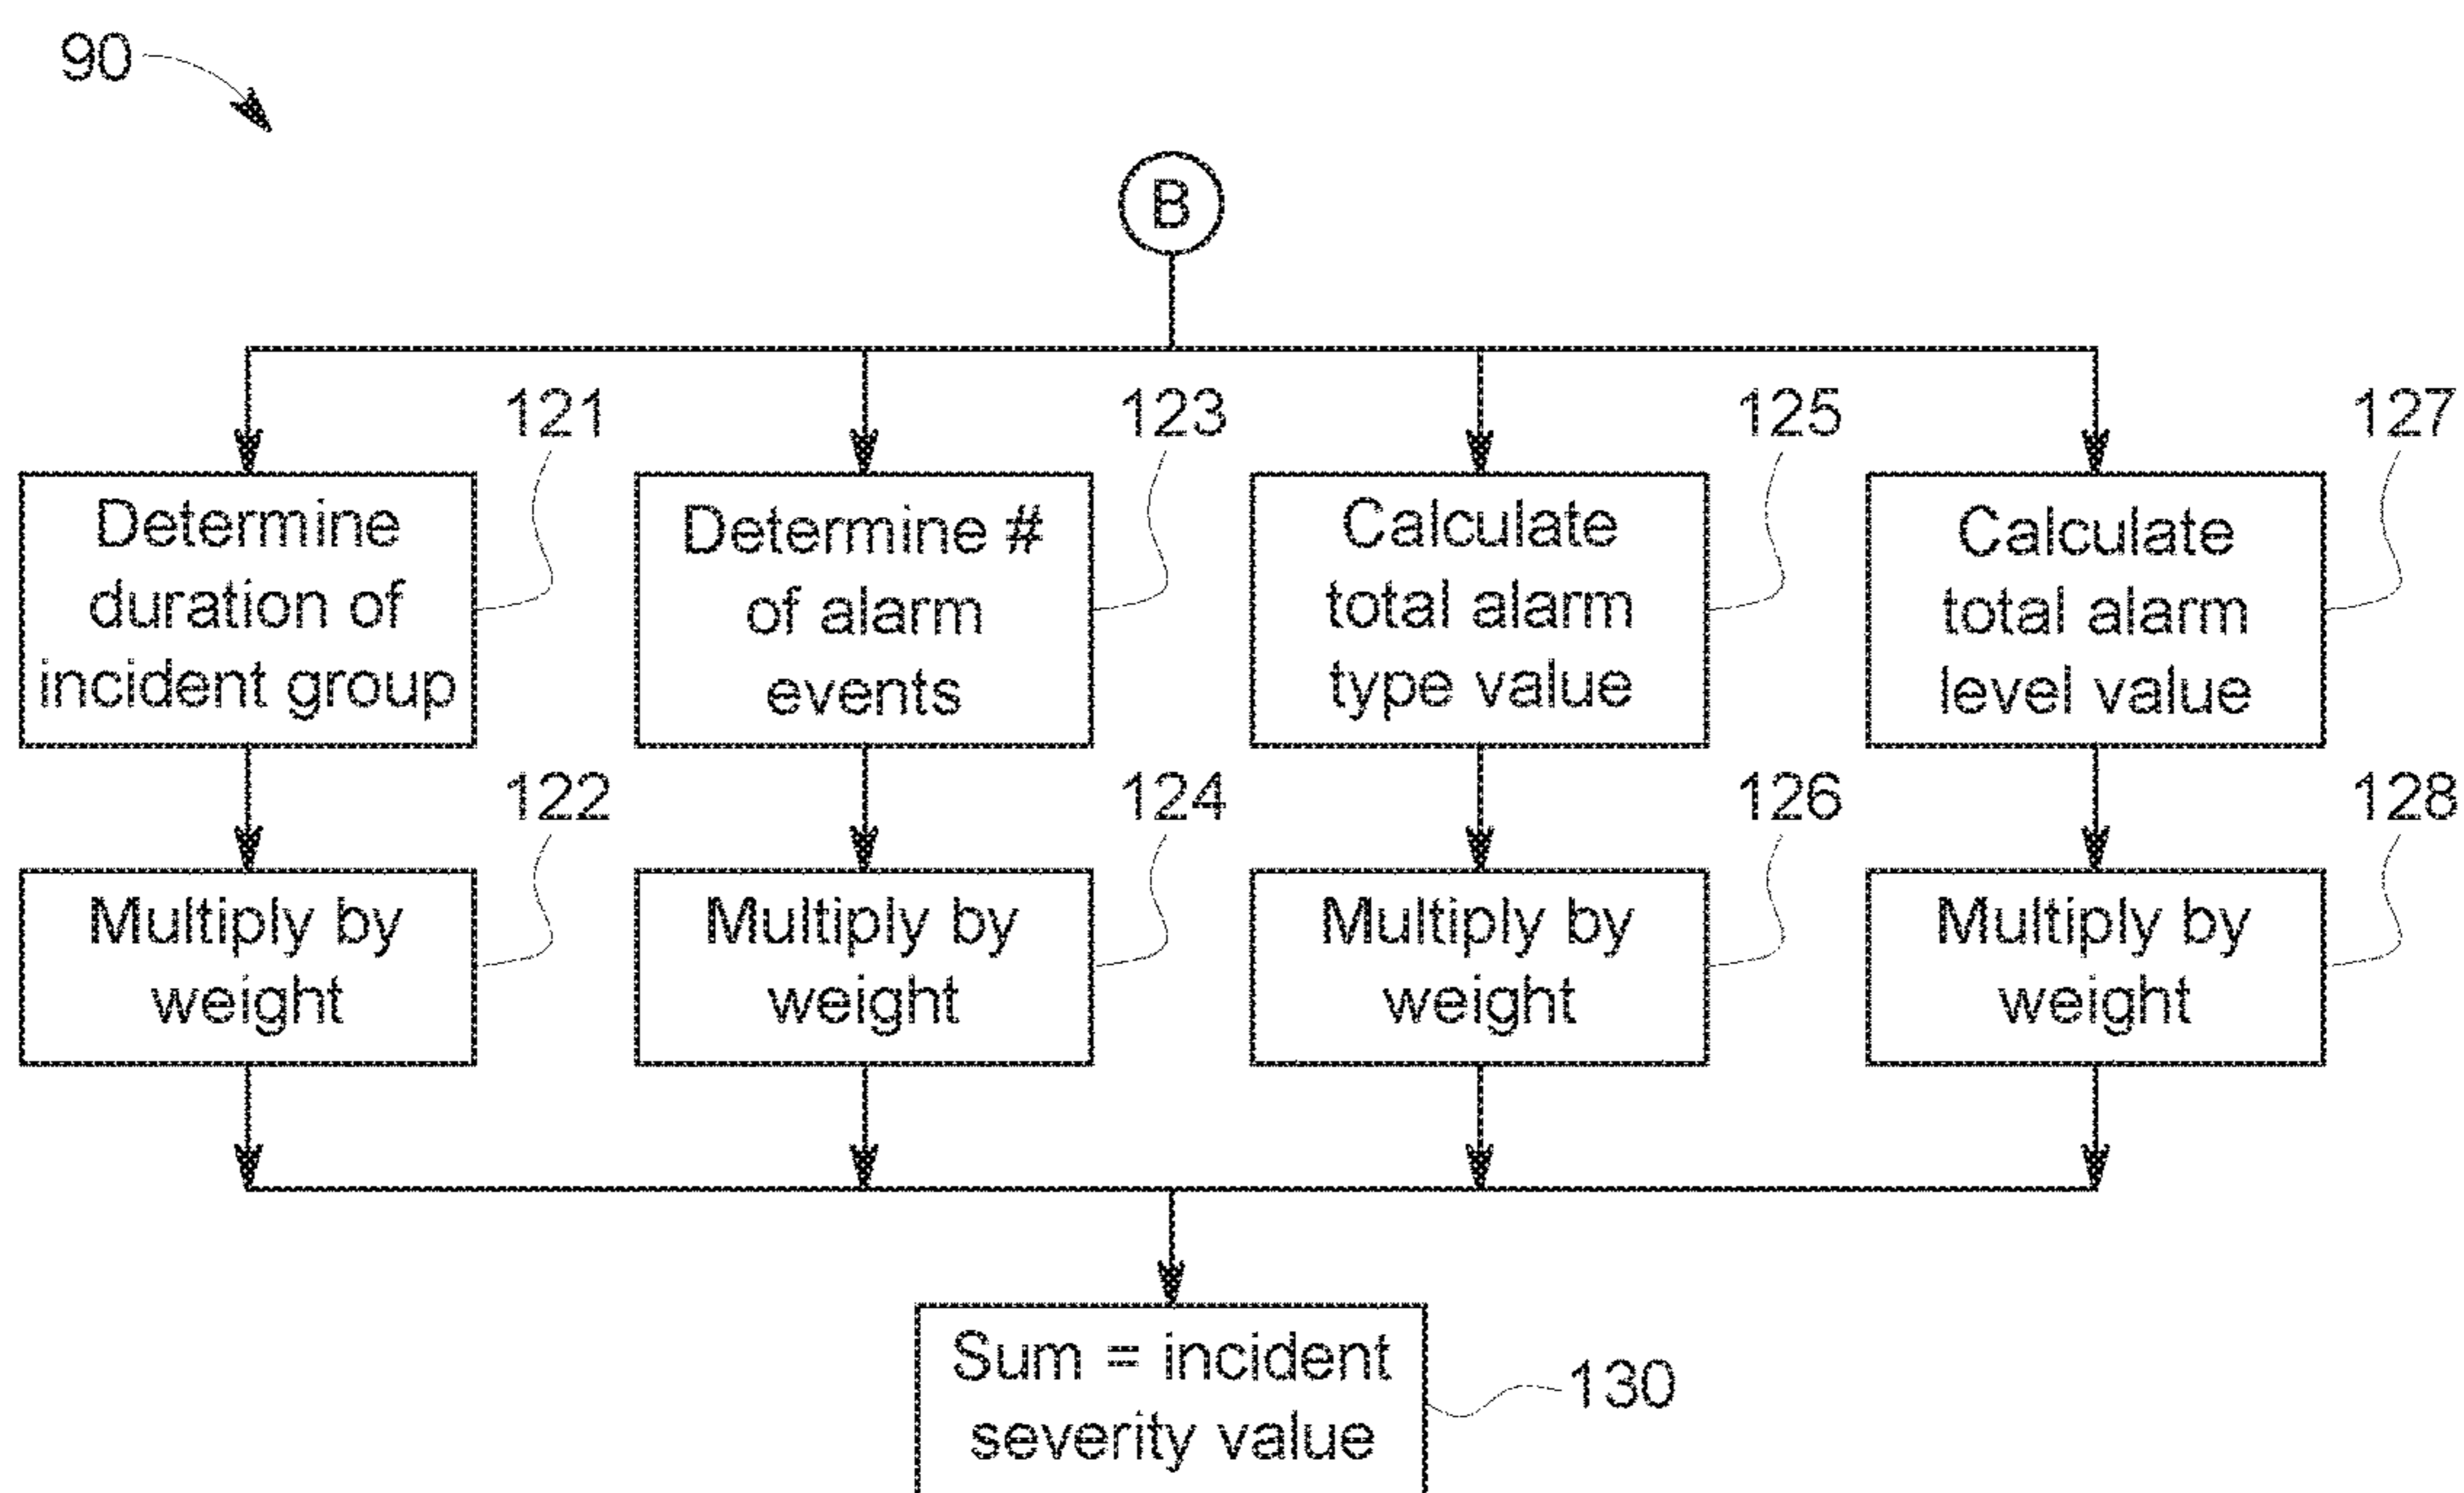 90
B
121
Determine
duration of
incident group
123
Determine #
of alarm
events
125
Calculate
total alarm
type value
127
Calculate
total alarm
level value
122
Multiply by
weight
124
Multiply by
weight
126
Multiply by
weight
128
Multiply by
weight
Sum = incident
severity value
130